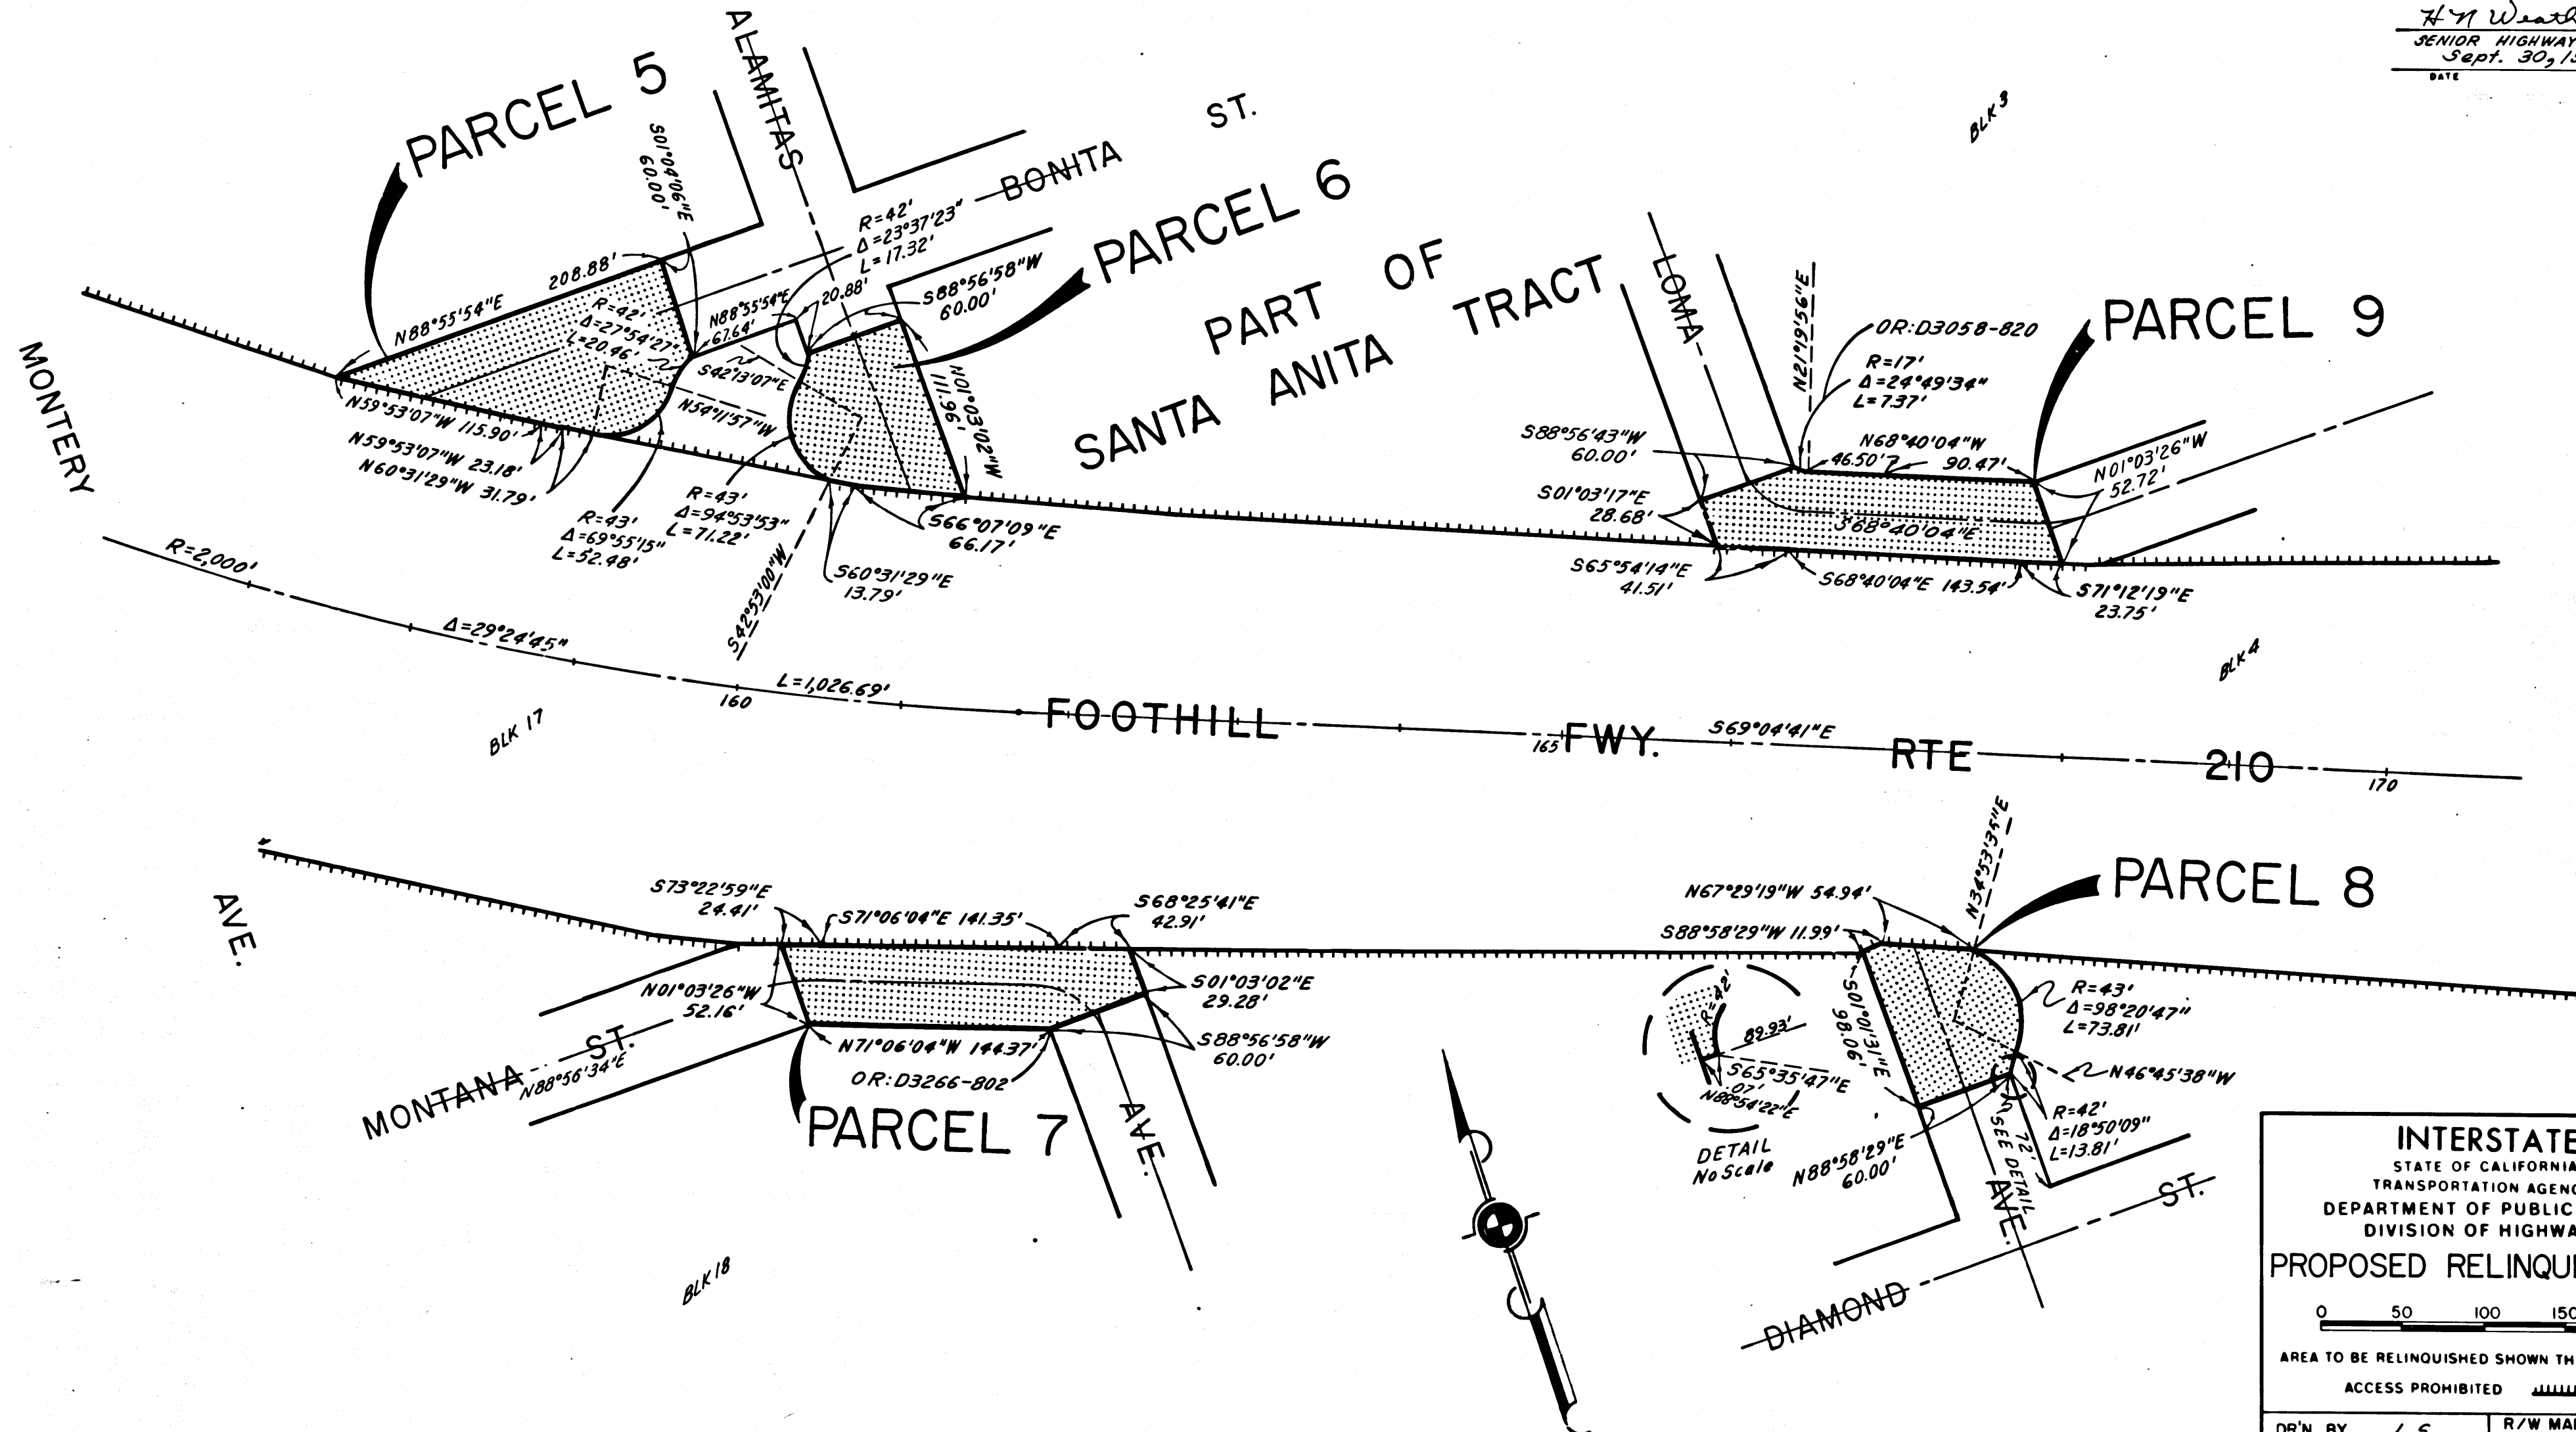 H N
SENIOR HIGHWAY
Sept. 30,
DATE
PARCEL 5
ALAMITAS
S01°04'06"E
60.00'
BONITA ST.
BLK 3
R=42'
Δ=23°37'23"
L=17.32'
PARCEL 6
208.88'
N88°55'54"E
R=42'
Δ=27°54'27"
L=20.46'
N88°55'54"E
67.64'
20.88'
S88°56'58"W
60.00'
S42°13'07"E
N54°11'57"W
N01°03'02"W
111.96'
N59°53'07"W 115.90'
N59°53'07"W 23.18'
N60°31'29"W 31.79'
R=43'
Δ=69°55'15"
L=52.48'
R=43'
Δ=94°53'53"
L=71.22'
S42°53'00"W
S66°07'09"E
66.17'
S60°31'29"E
13.79'
PART OF
SANTA ANITA TRACT
LOMA
N21°19'56"E
OR:D3058-820
PARCEL 9
R=17'
Δ=24°49'34"
L=7.37'
S88°56'43"W
60.00'
N68°40'04"W
46.50'
90.47'
N01°03'26"W
52.72'
S01°03'17"E
28.68'
S68°40'04"E
S65°54'14"E
41.51'
S68°40'04"E 143.54'
S71°12'19"E
23.75'
MONTERY
R=2,000'
Δ=29°24'45"
L=1,026.69'
160
BLK 17
BLK 4
FOOTHILL FWY. RTE 210
165
S69°04'41"E
170
AVE.
S73°22'59"E
24.41'
S71°06'04"E 141.35'
S68°25'41"E
42.91'
N01°03'26"W
52.16'
S01°03'02"E
29.28'
N71°06'04"W 144.37'
S88°56'58"W
60.00'
OR:D3266-802
MONTANA ST.
N88°56'34"E
PARCEL 7
AVE.
BLK 18
N67°29'19"W 54.94'
N34°53'35"E
PARCEL 8
S88°58'29"W 11.99'
R=42'
89.93'
S65°35'47"E
.07'
N88°54'22"E
DETAIL
No Scale
S01°01'31"E
98.06'
R=43'
Δ=98°20'47"
L=73.81'
N46°45'38"W
R=42'
Δ=18°50'09"
L=13.81'
N88°58'29"E
60.00'
72'
SEE DETAIL
AVE.
DIAMOND ST.
INTERSTATE
STATE OF CALIFORNIA
TRANSPORTATION AGENC
DEPARTMENT OF PUBLIC
DIVISION OF HIGHWA
PROPOSED RELINQU
0 50 100 150
AREA TO BE RELINQUISHED SHOWN TH
ACCESS PROHIBITED
DR'N BY
R/W MA